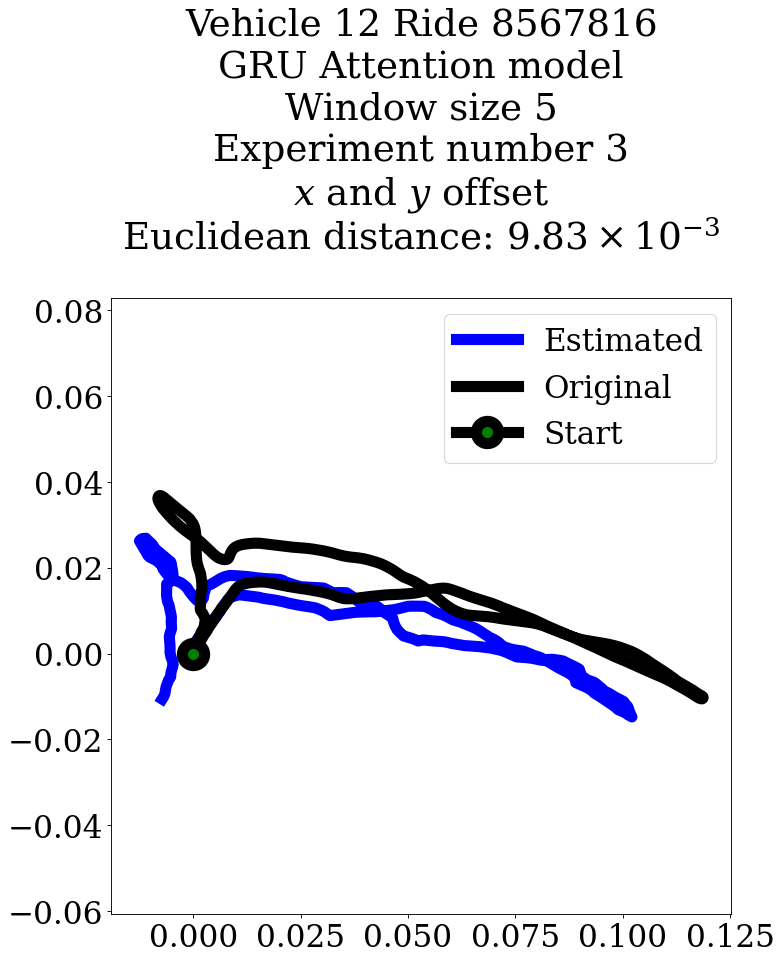 Vehicle 12 Ride 8567816
GRU Attention model
Window size 5
Experiment number 3
x and y offset
Euclidean distance: 9.83 × 10⁻³
0.08
Estimated
0.06
Original
Start
0.04
0.02
0.00
−0.02
−0.04
−0.06
0.000 0.025 0.050 0.075 0.100 0.125